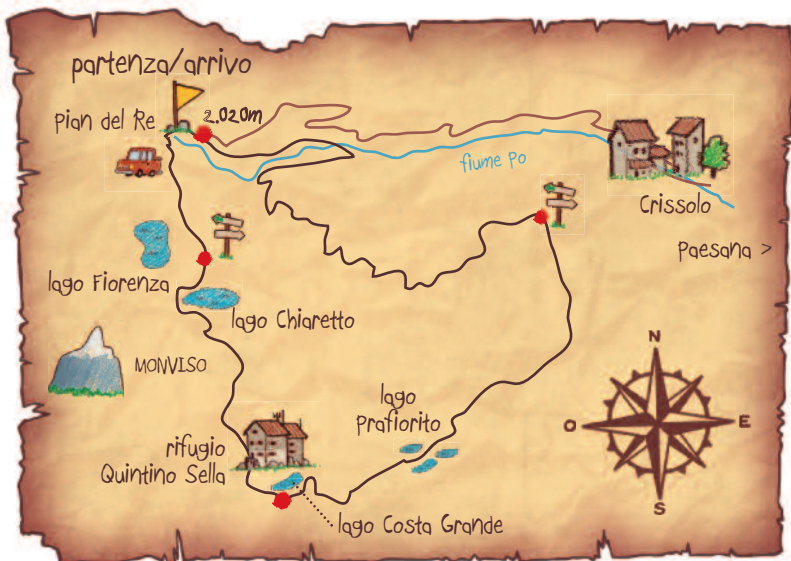 partenza/arrivo
Pian del Re
2.020m
fiume Po
Crissolo
Paesana >
lago Fiorenza
lago Chiaretto
MONVISO
lago
Prafiorito
rifugio
Quintino Sella
lago Costa Grande
N
O
E
S